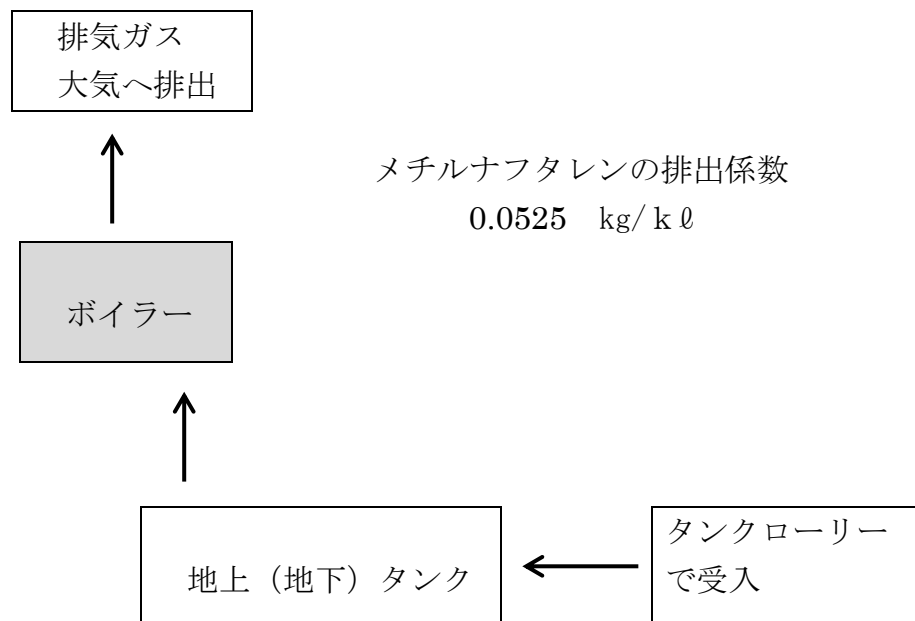 排気ガス
大気へ排出
メチルナフタレンの排出係数
0.0525　㎏/ｋℓ
ボイラー
地上（地下）タンク
タンクローリー
で受入